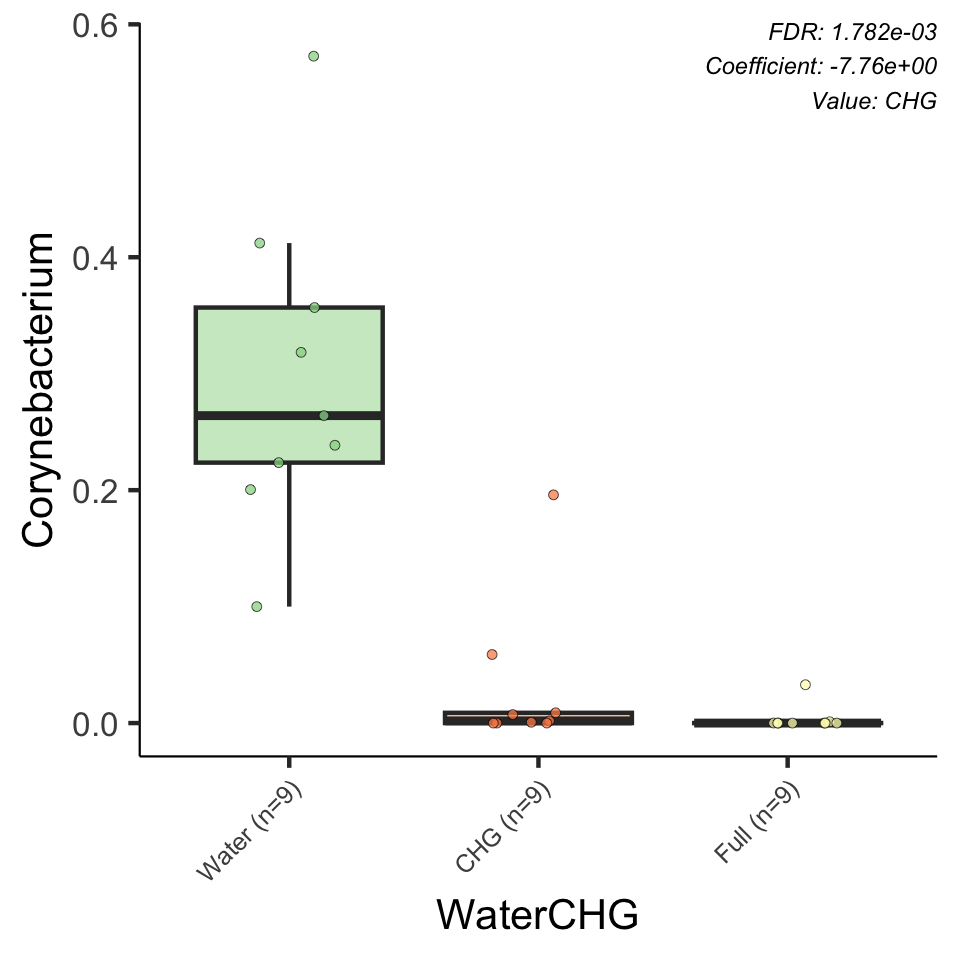 FDR: 1.782e-03
Coefficient: -7.76e+00
Value: CHG
Corynebacterium
0.6
0.4
0.2
0.0
Water (n=9)
CHG (n=9)
Full (n=9)
WaterCHG